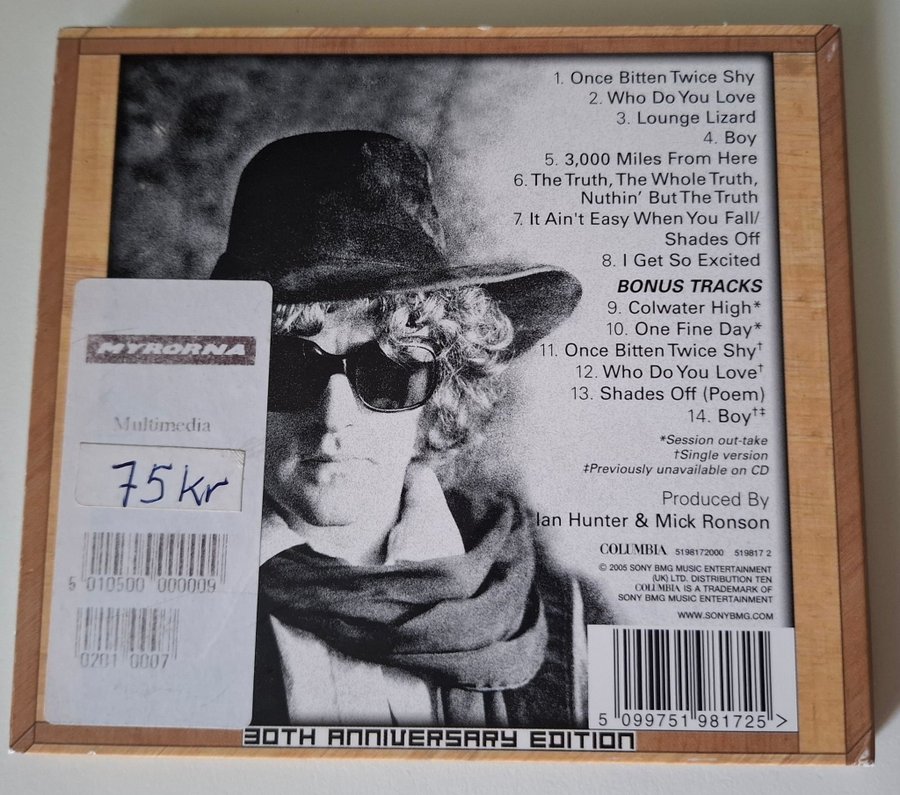 1. Once Bitten Twice Shy
2. Who Do You Love
3. Lounge Lizard
4. Boy
5. 3,000 Miles From Here
6. The Truth, The Whole Truth,
Nuthin' But The Truth
7. It Ain't Easy When You Fall/
Shades Off
8. I Get So Excited
BONUS TRACKS
9. Colwater High*
10. One Fine Day*
11. Once Bitten Twice Shy†
12. Who Do You Love†
13. Shades Off (Poem)
14. Boy†‡
*Session out-take
†Single version
‡Previously unavailable on CD
Produced By
Ian Hunter & Mick Ronson
COLUMBIA 5198172000 519817 2
© 2005 SONY BMG MUSIC ENTERTAINMENT
(UK) LTD. DISTRIBUTION TEN
COLUMBIA IS A TRADEMARK OF
SONY BMG MUSIC ENTERTAINMENT
WWW.SONYBMG.COM
5 099751 981725 >
MYRORNA
Multimedia
75 kr
5 010500 000009
0201 0007
30TH ANNIVERSARY EDITION